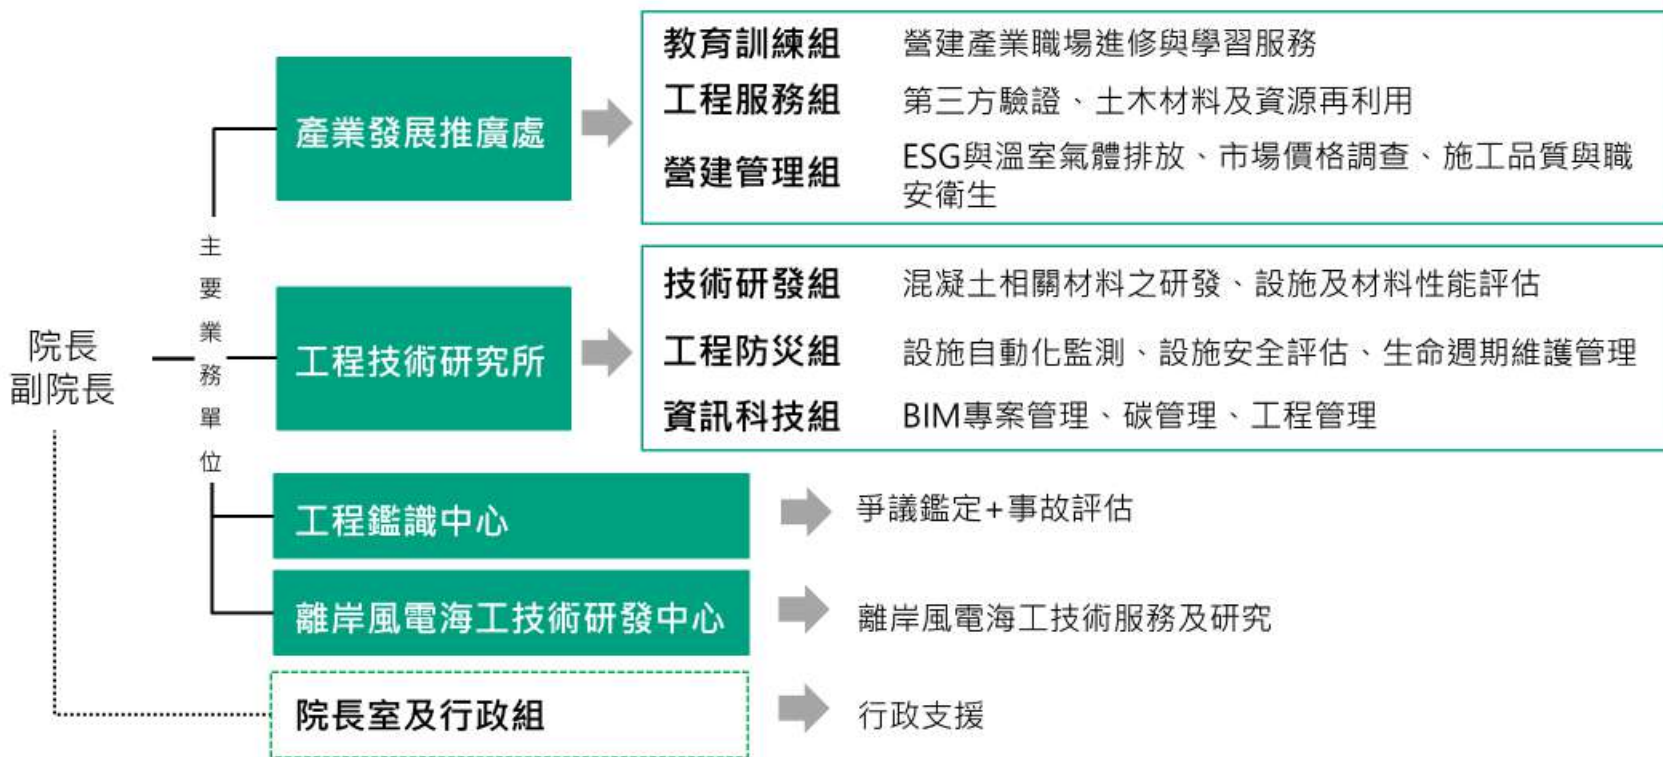 教育訓練組 營建產業職場進修與學習服務
工程服務組 第三方驗證、土木材料及資源再利用
營建管理組 ESG與溫室氣體排放、市場價格調查、施工品質與職
安衛生
產業發展推廣處
主要業務單位
技術研發組 混凝土相關材料之研發、設施及材料性能評估
工程防災組 設施自動化監測、設施安全評估、生命週期維護管理
資訊科技組 BIM專案管理、碳管理、工程管理
工程技術研究所
院長
副院長
工程鑑識中心 爭議鑑定+事故評估
離岸風電海工技術研發中心 離岸風電海工技術服務及研究
院長室及行政組 行政支援